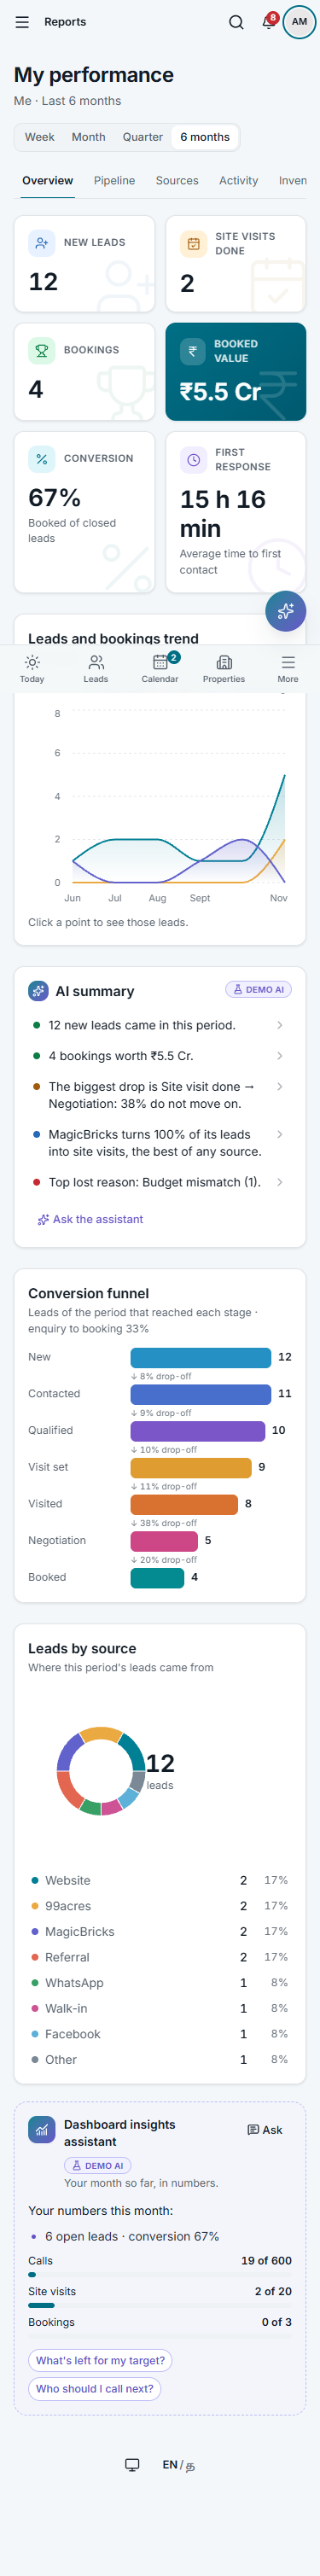 Reports
8
AM
My performance
Me · Last 6 months
Week Month Quarter 6 months
Overview Pipeline Sources Activity Inven
NEW LEADS
12
SITE VISITS
DONE
2
BOOKINGS
4
BOOKED
VALUE
₹5.5 Cr
CONVERSION
67%
Booked of closed
leads
FIRST
RESPONSE
15 h 16
min
Average time to first
contact
Leads and bookings trend
Today
Leads
2
Calendar
Properties
More
8
6
4
2
0
Jun Jul Aug Sept Nov
Click a point to see those leads.
AI summary
DEMO AI
12 new leads came in this period.
4 bookings worth ₹5.5 Cr.
The biggest drop is Site visit done →
Negotiation: 38% do not move on.
MagicBricks turns 100% of its leads
into site visits, the best of any source.
Top lost reason: Budget mismatch (1).
Ask the assistant
Conversion funnel
Leads of the period that reached each stage ·
enquiry to booking 33%
New 12
↓ 8% drop-off
Contacted 11
↓ 9% drop-off
Qualified 10
↓ 10% drop-off
Visit set 9
↓ 11% drop-off
Visited 8
↓ 38% drop-off
Negotiation 5
↓ 20% drop-off
Booked 4
Leads by source
Where this period's leads came from
12
leads
Website 2 17%
99acres 2 17%
MagicBricks 2 17%
Referral 2 17%
WhatsApp 1 8%
Walk-in 1 8%
Facebook 1 8%
Other 1 8%
Dashboard insights
assistant
Ask
DEMO AI
Your month so far, in numbers.
Your numbers this month:
• 6 open leads · conversion 67%
Calls 19 of 600
Site visits 2 of 20
Bookings 0 of 3
What's left for my target?
Who should I call next?
EN / த